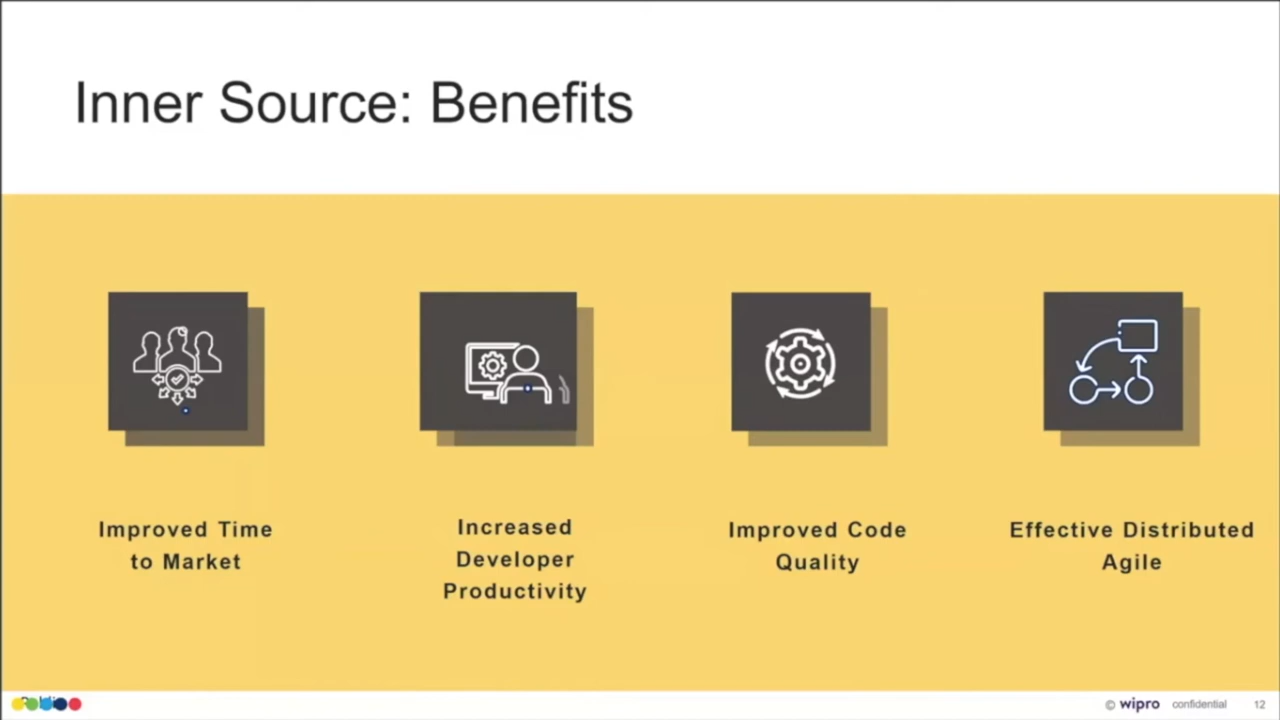 Inner Source: Benefits
Improved Time
to Market
Increased
Developer
Productivity
Improved Code
Quality
Effective Distributed
Agile
© wipro confidential 12